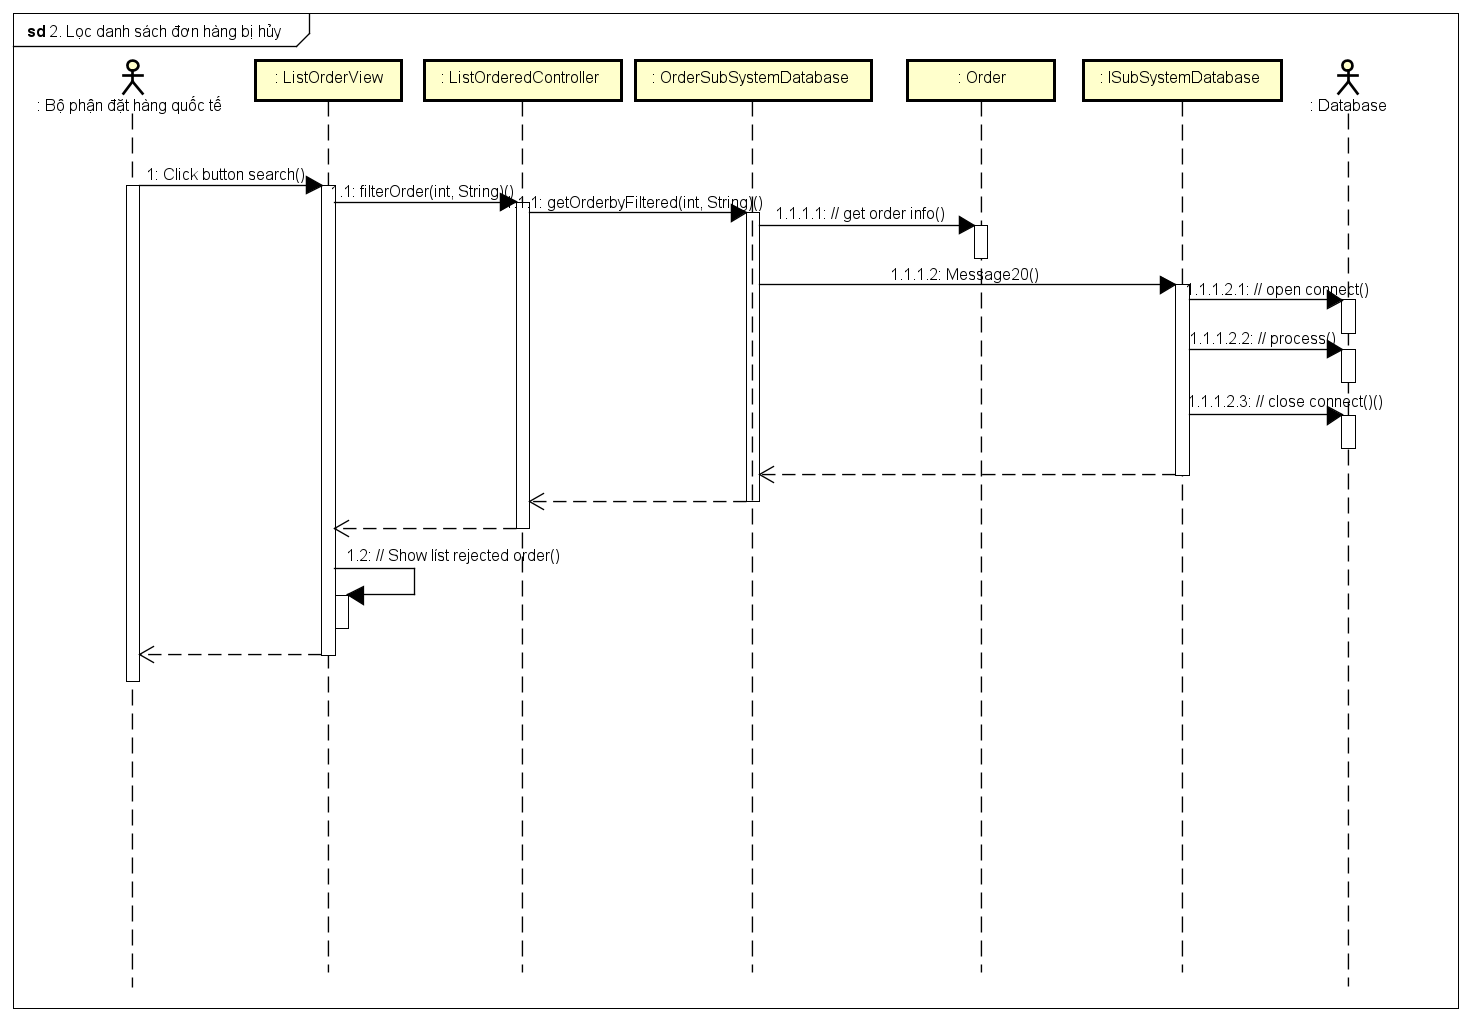 sd 2. Lọc danh sách đơn hàng bị hủy
: Bộ phận đặt hàng quốc tế
: ListOrderView
: ListOrderedController
: OrderSubSystemDatabase
: Order
: ISubSystemDatabase
: Database
1: Click button search()
1.1: filterOrder(int, String)()
1.1.1: getOrderbyFiltered(int, String)()
1.1.1.1: // get order info()
1.1.1.2: Message20()
1.1.1.2.1: // open connect()
1.1.1.2.2: // process()
1.1.1.2.3: // close connect()()
1.2: // Show líst rejected order()